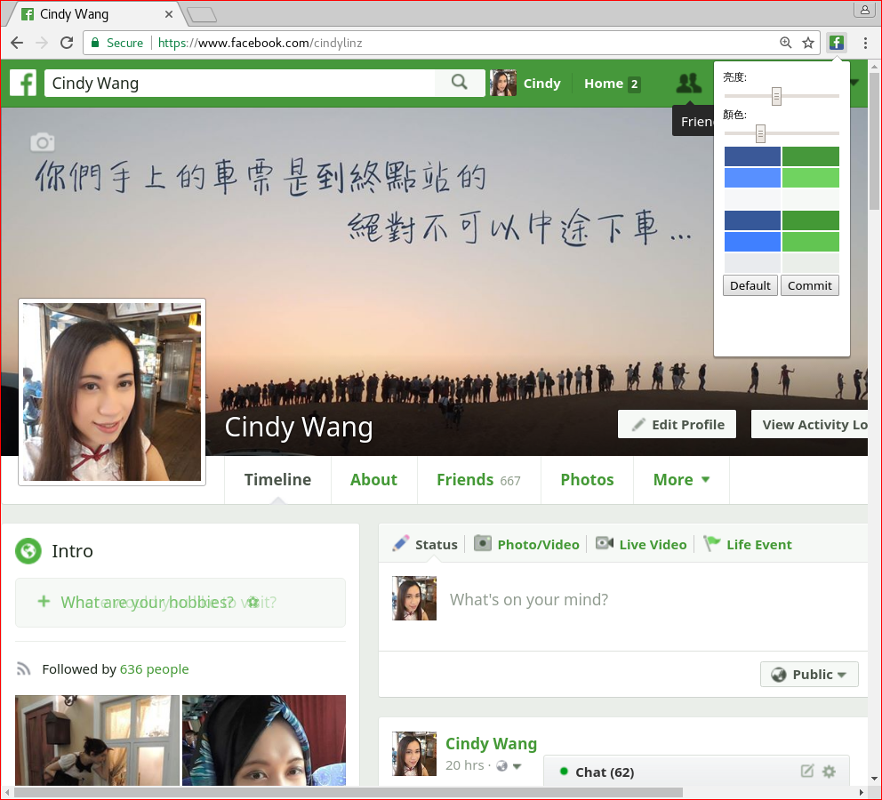 Cindy Wang
Secure
https://www.facebook.com/cindylinz
Cindy Wang
Cindy
Home 2
Frien
亮度:
顏色:
Default
Commit
你們手上的車票是到終點站的
絕對不可以中途下車...
Cindy Wang
Edit Profile
View Activity Lo
Timeline
About
Friends 667
Photos
More
Intro
What are your hobbies?
Followed by 636 people
Status
Photo/Video
Live Video
Life Event
What's on your mind?
Public
Cindy Wang
20 hrs ·
Chat (62)